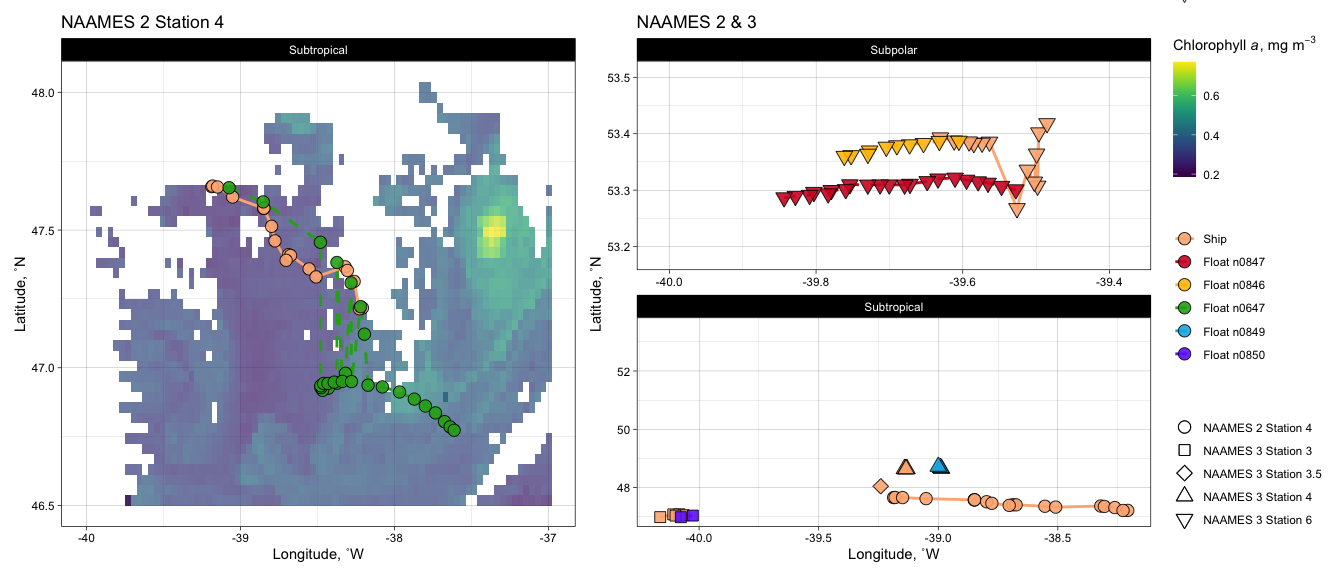 NAAMES 2 Station 4
Subtropical
48.0
47.5
47.0
46.5
-40
-39
-38
-37
Longitude, °W
Latitude, °N
NAAMES 2 & 3
Subpolar
53.5
53.4
53.3
53.2
-40.0
-39.8
-39.6
-39.4
Latitude, °N
Subtropical
52
50
48
-40.0
-39.5
-39.0
-38.5
Longitude, °W
Chlorophyll a, mg m⁻³
0.6
0.4
0.2
Ship
Float n0847
Float n0846
Float n0647
Float n0849
Float n0850
NAAMES 2 Station 4
NAAMES 3 Station 3
NAAMES 3 Station 3.5
NAAMES 3 Station 4
NAAMES 3 Station 6